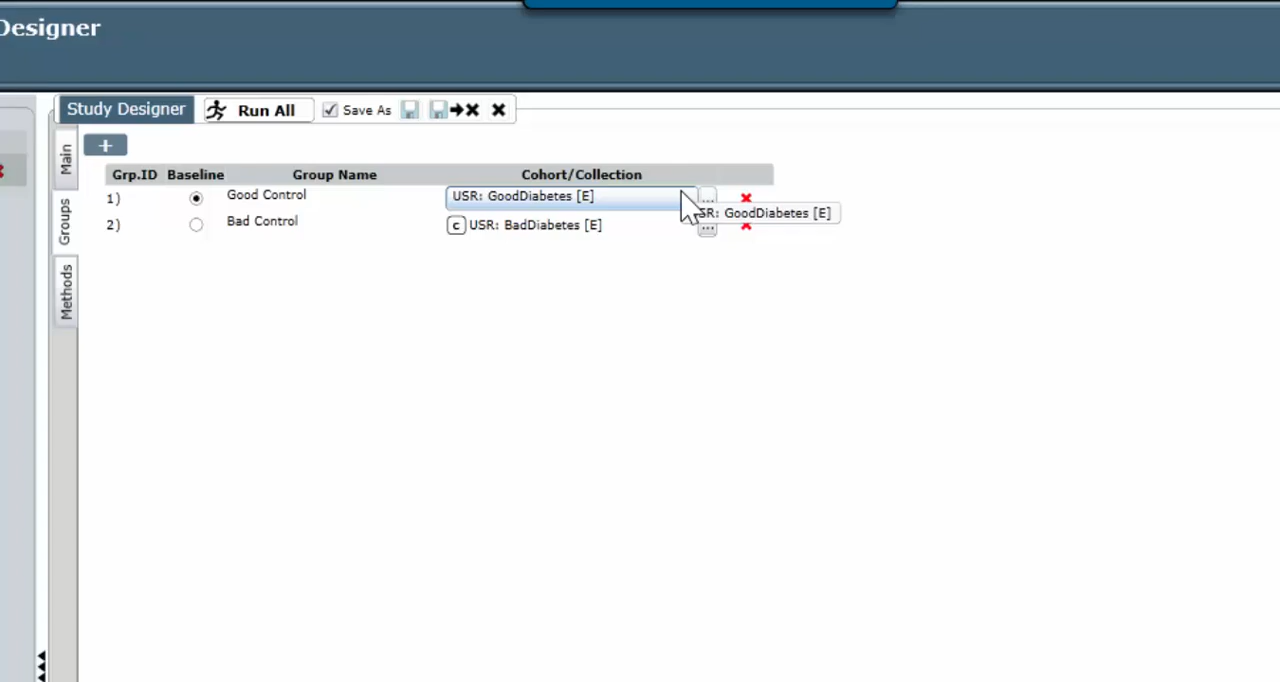 Designer
Study Designer Run All Save As
Main
Groups
Methods
+
Grp.ID Baseline Group Name Cohort/Collection
1) Good Control USR: GoodDiabetes [E] ...
SR: GoodDiabetes [E]
2) Bad Control c USR: BadDiabetes [E] ...